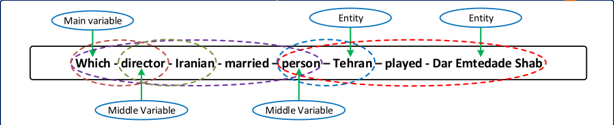 Main variable
Entity
Entity
Which - director - Iranian - married – person – Tehran – played - Dar Emtedade Shab
Middle Variable
Middle Variable